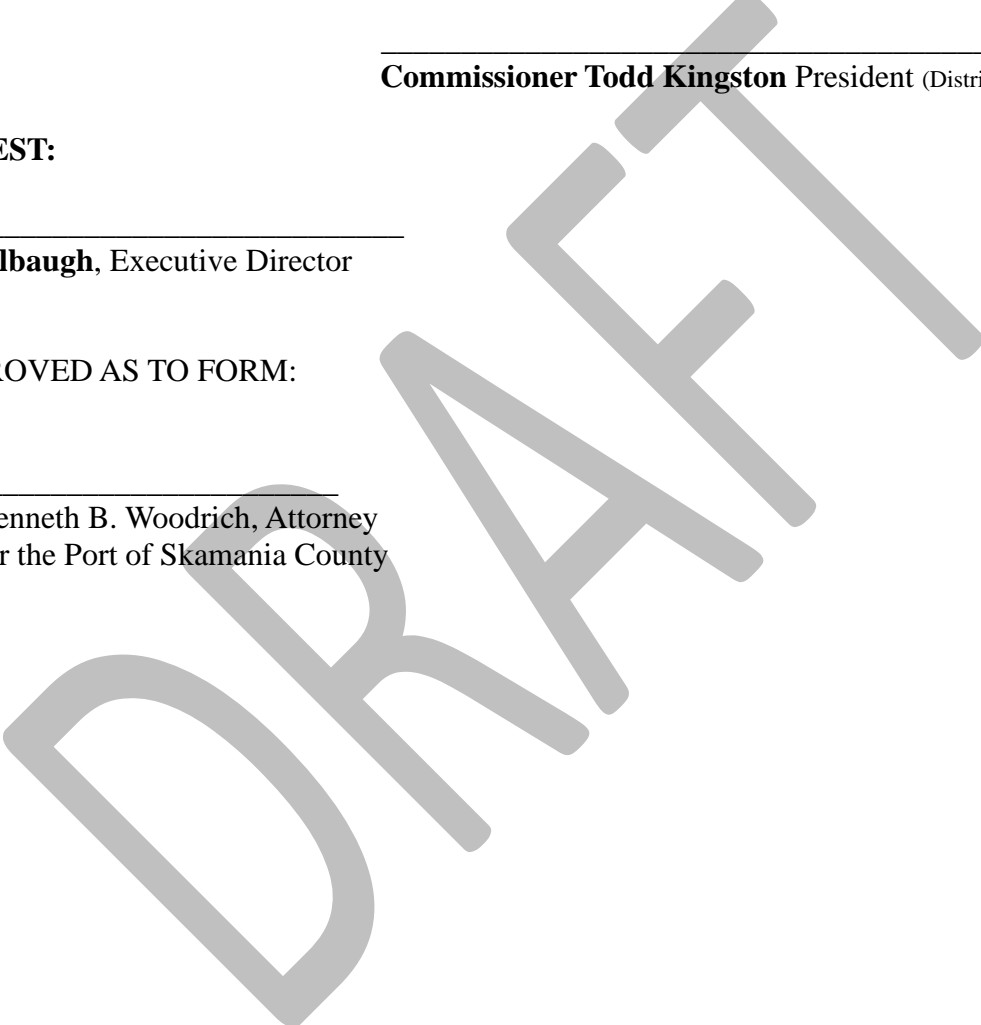 Commissioner Todd Kingston President (Distri
EST:
lbaugh, Executive Director
ROVED AS TO FORM:
enneth B. Woodrich, Attorney
r the Port of Skamania County
DRAFT